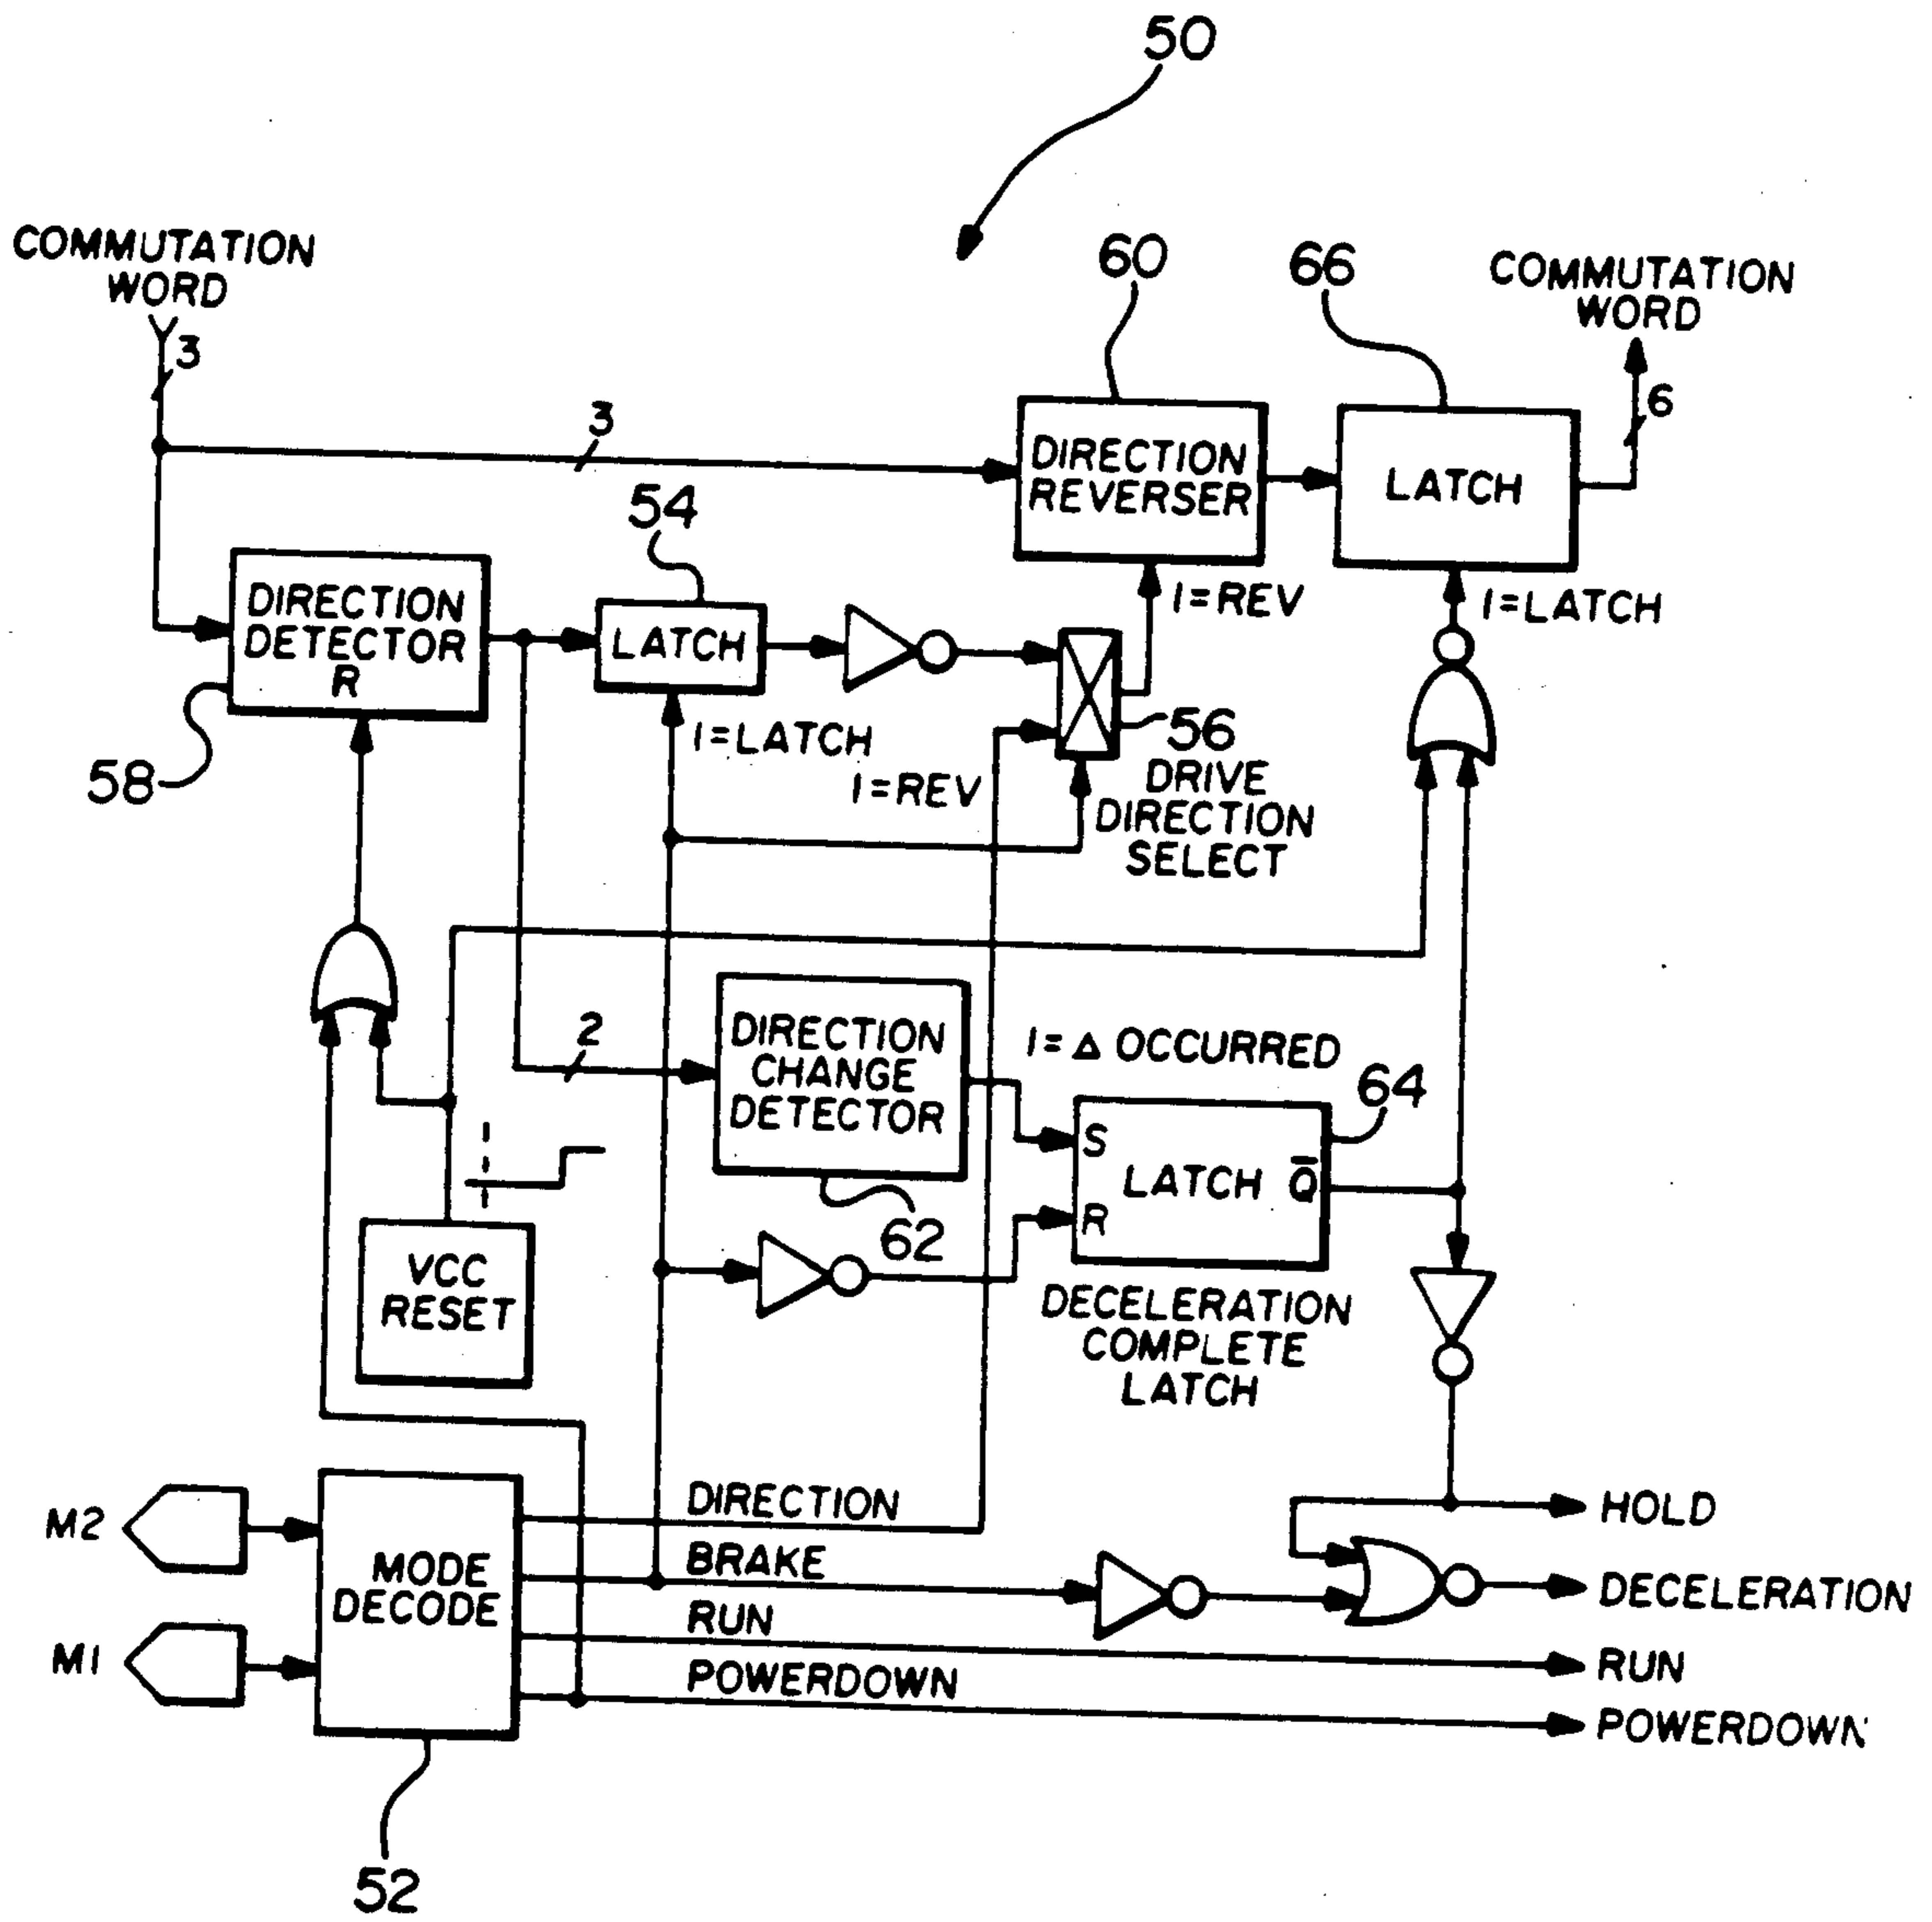 50
COMMUTATION
WORD
3
60
66
COMMUTATION
WORD
6
3
DIRECTION
REVERSER
LATCH
54
DIRECTION
DETECTOR
R
LATCH
1=REV
1=LATCH
58
1=LATCH
1=REV
56
DRIVE
DIRECTION
SELECT
2
DIRECTION
CHANGE
DETECTOR
1=Δ OCCURRED
64
S
LATCH Q̅
R
62
VCC
RESET
DECELERATION
COMPLETE
LATCH
M2
M1
MODE
DECODE
DIRECTION
BRAKE
RUN
POWERDOWN
HOLD
DECELERATION
RUN
POWERDOWN
52